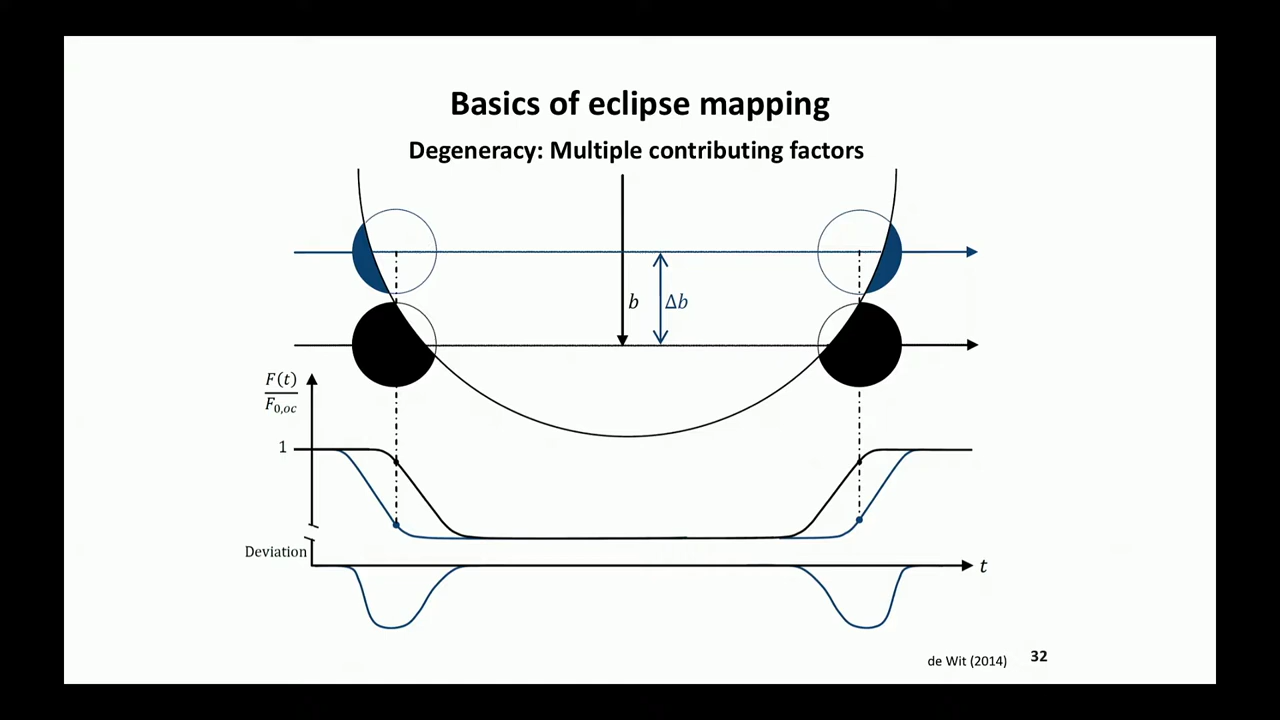 Basics of eclipse mapping
Degeneracy: Multiple contributing factors
b
Δb
F(t)
F0,oc
1
Deviation
t
de Wit (2014)
32